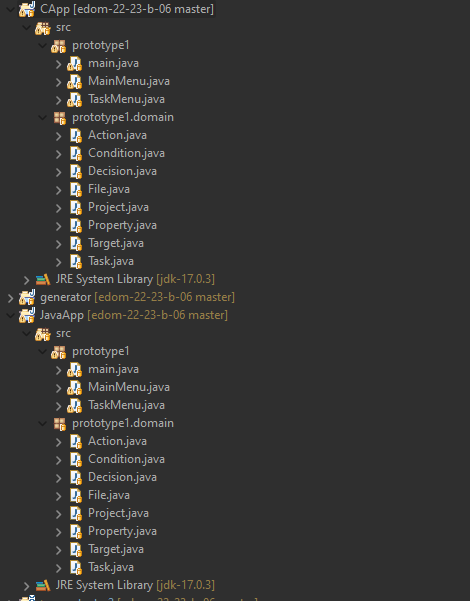 CApp [edom-22-23-b-06 master]
src
prototype1
main.java
MainMenu.java
TaskMenu.java
prototype1.domain
Action.java
Condition.java
Decision.java
File.java
Project.java
Property.java
Target.java
Task.java
JRE System Library [jdk-17.0.3]
generator [edom-22-23-b-06 master]
JavaApp [edom-22-23-b-06 master]
src
prototype1
main.java
MainMenu.java
TaskMenu.java
prototype1.domain
Action.java
Condition.java
Decision.java
File.java
Project.java
Property.java
Target.java
Task.java
JRE System Library [jdk-17.0.3]